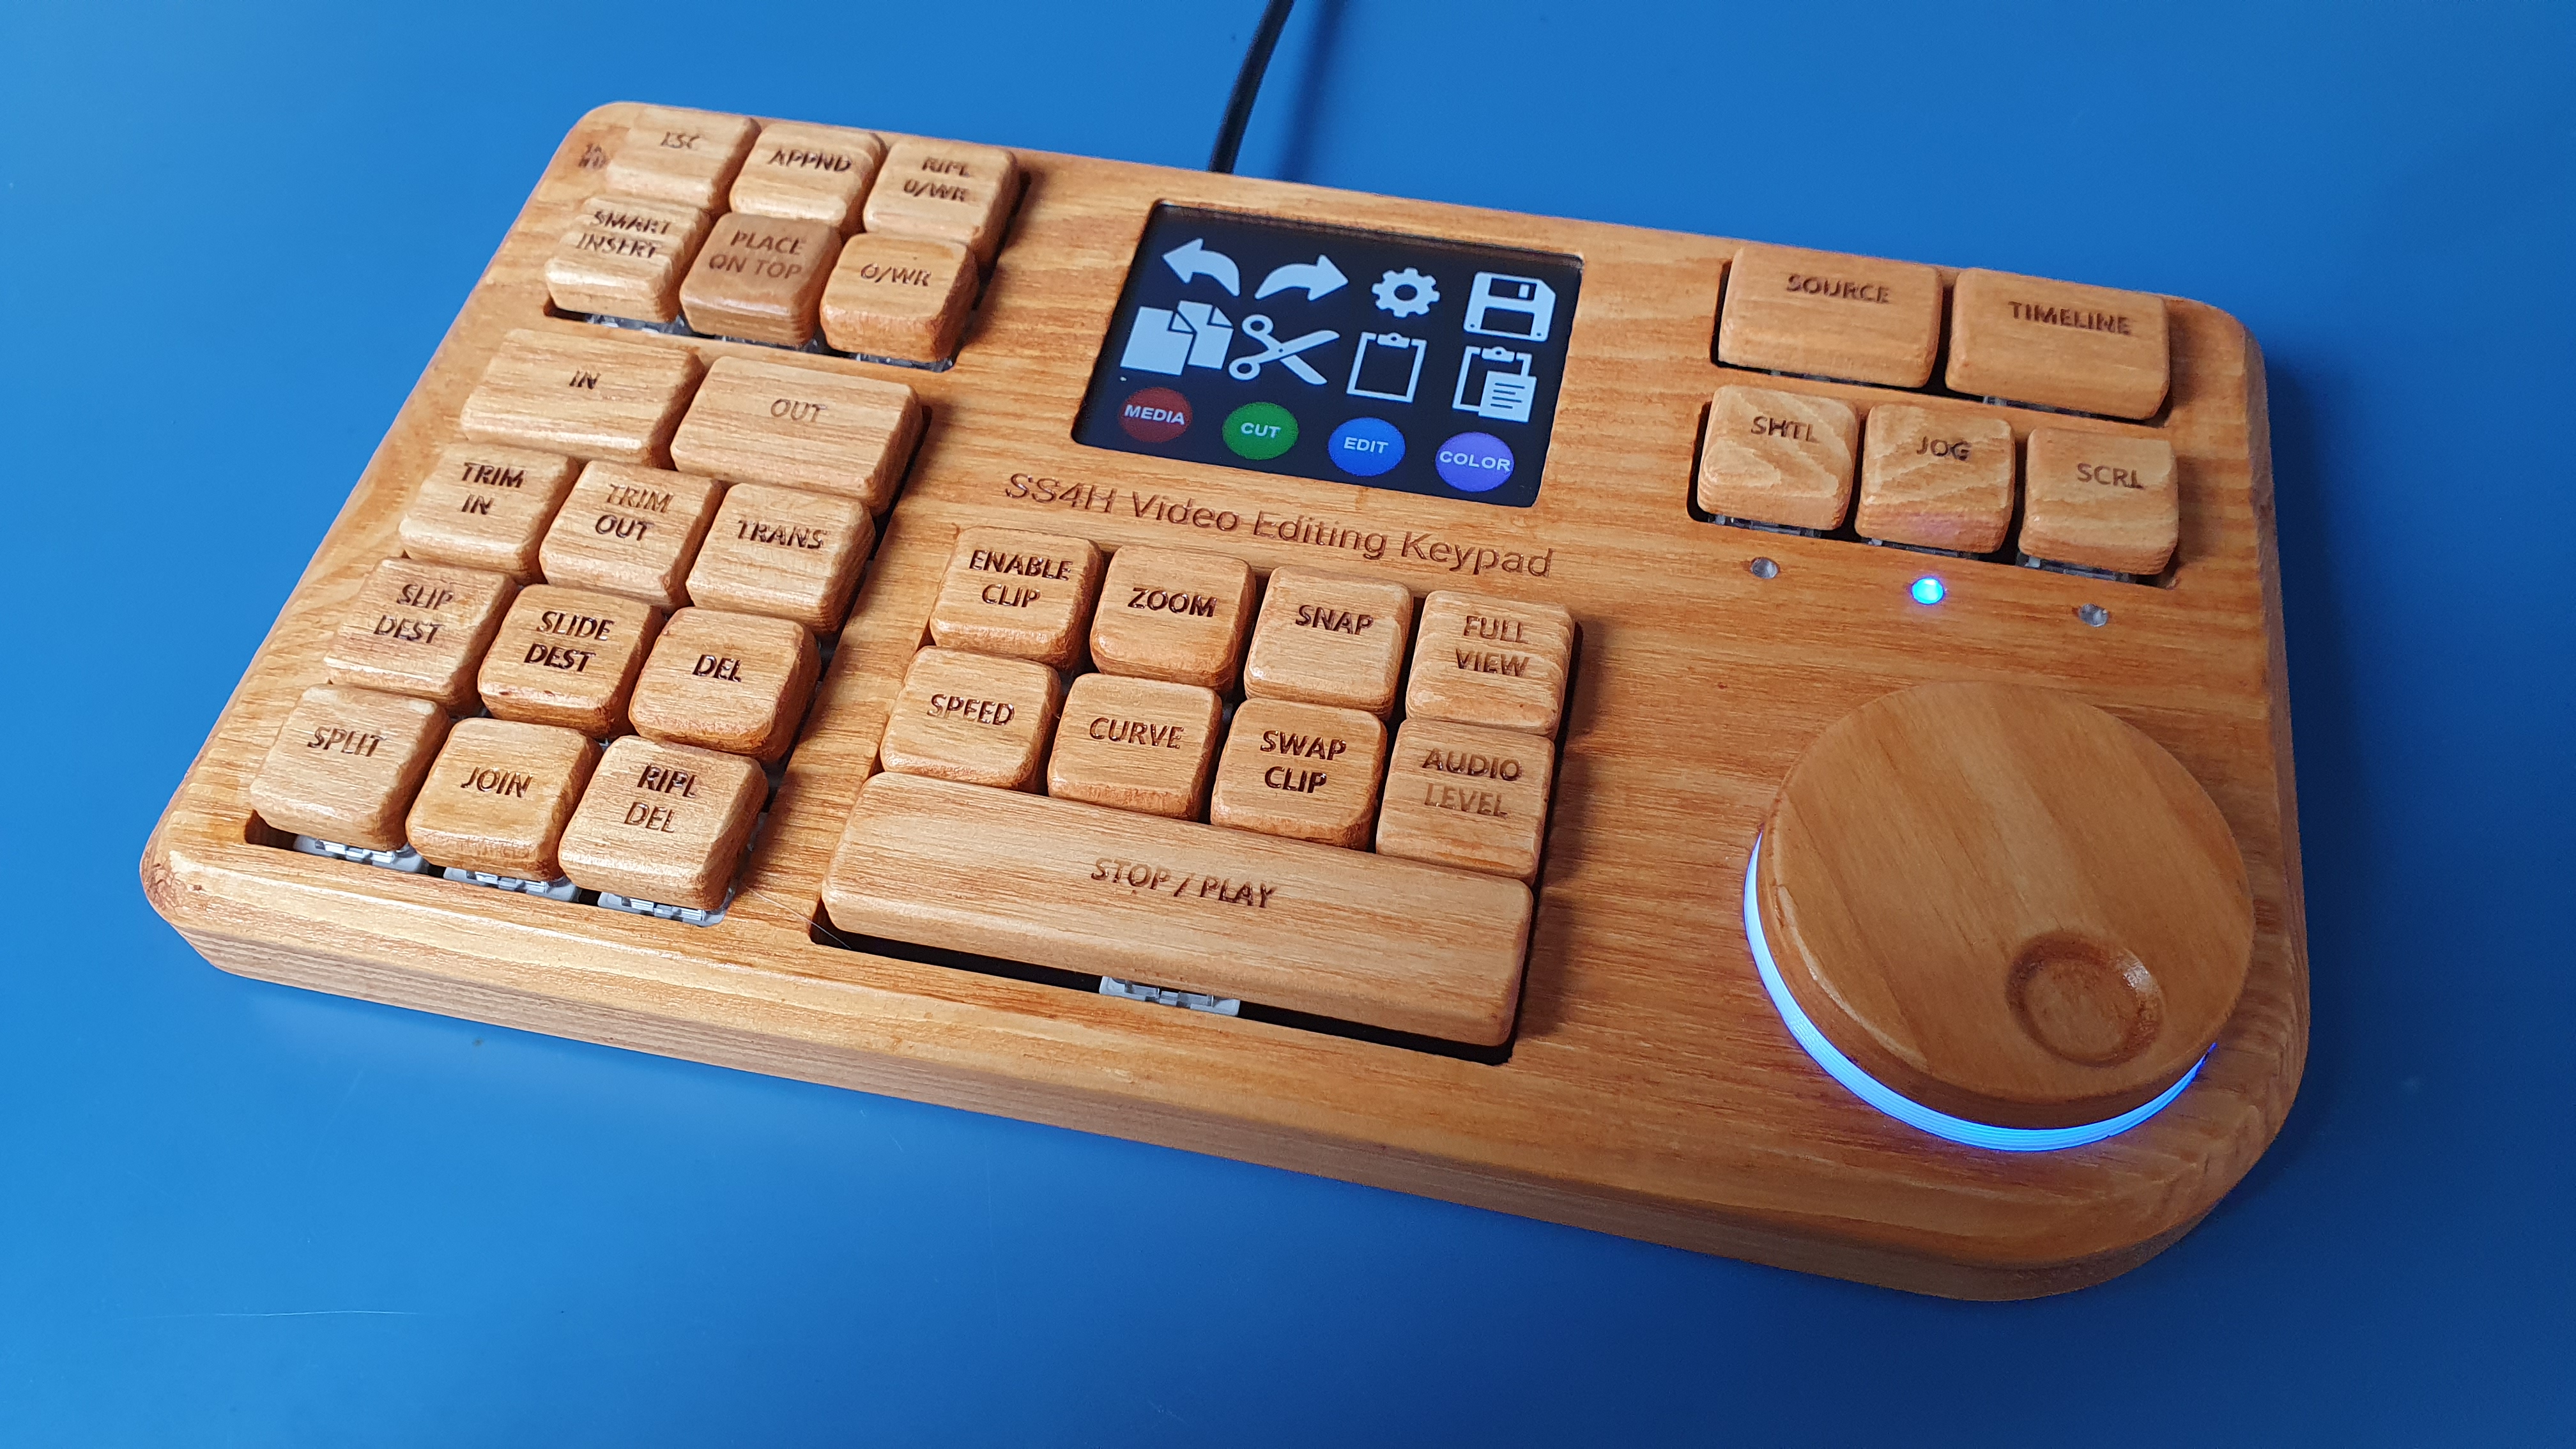 ESC
APPND
RIPL
O/WR
SMART
INSERT
PLACE
ON TOP
O/WR
IN
OUT
TRIM
IN
TRIM
OUT
TRANS
SLIP
DEST
SLIDE
DEST
DEL
SPLIT
JOIN
RIPL
DEL
MEDIA
CUT
EDIT
COLOR
SS4H Video Editing Keypad
ENABLE
CLIP
ZOOM
SNAP
FULL
VIEW
SPEED
CURVE
SWAP
CLIP
AUDIO
LEVEL
STOP / PLAY
SOURCE
TIMELINE
SHTL
JOG
SCRL